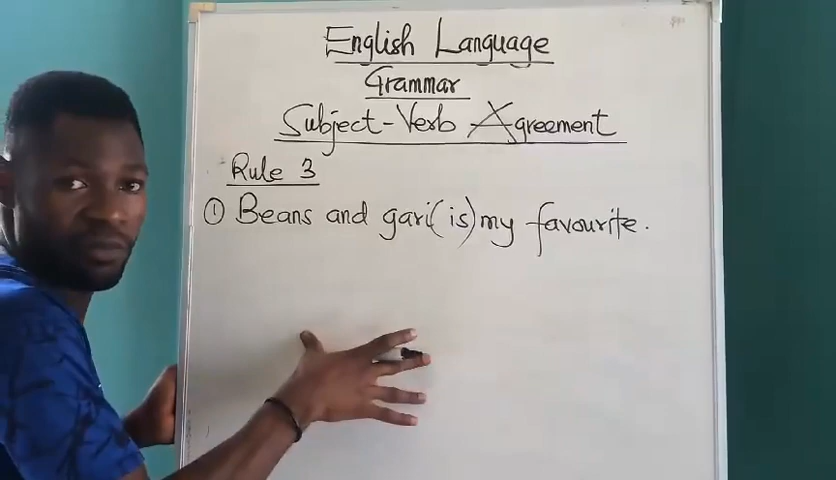 English Language
Grammar
Subject-Verb Agreement
Rule 3
① Beans and gari (is) my favourite.